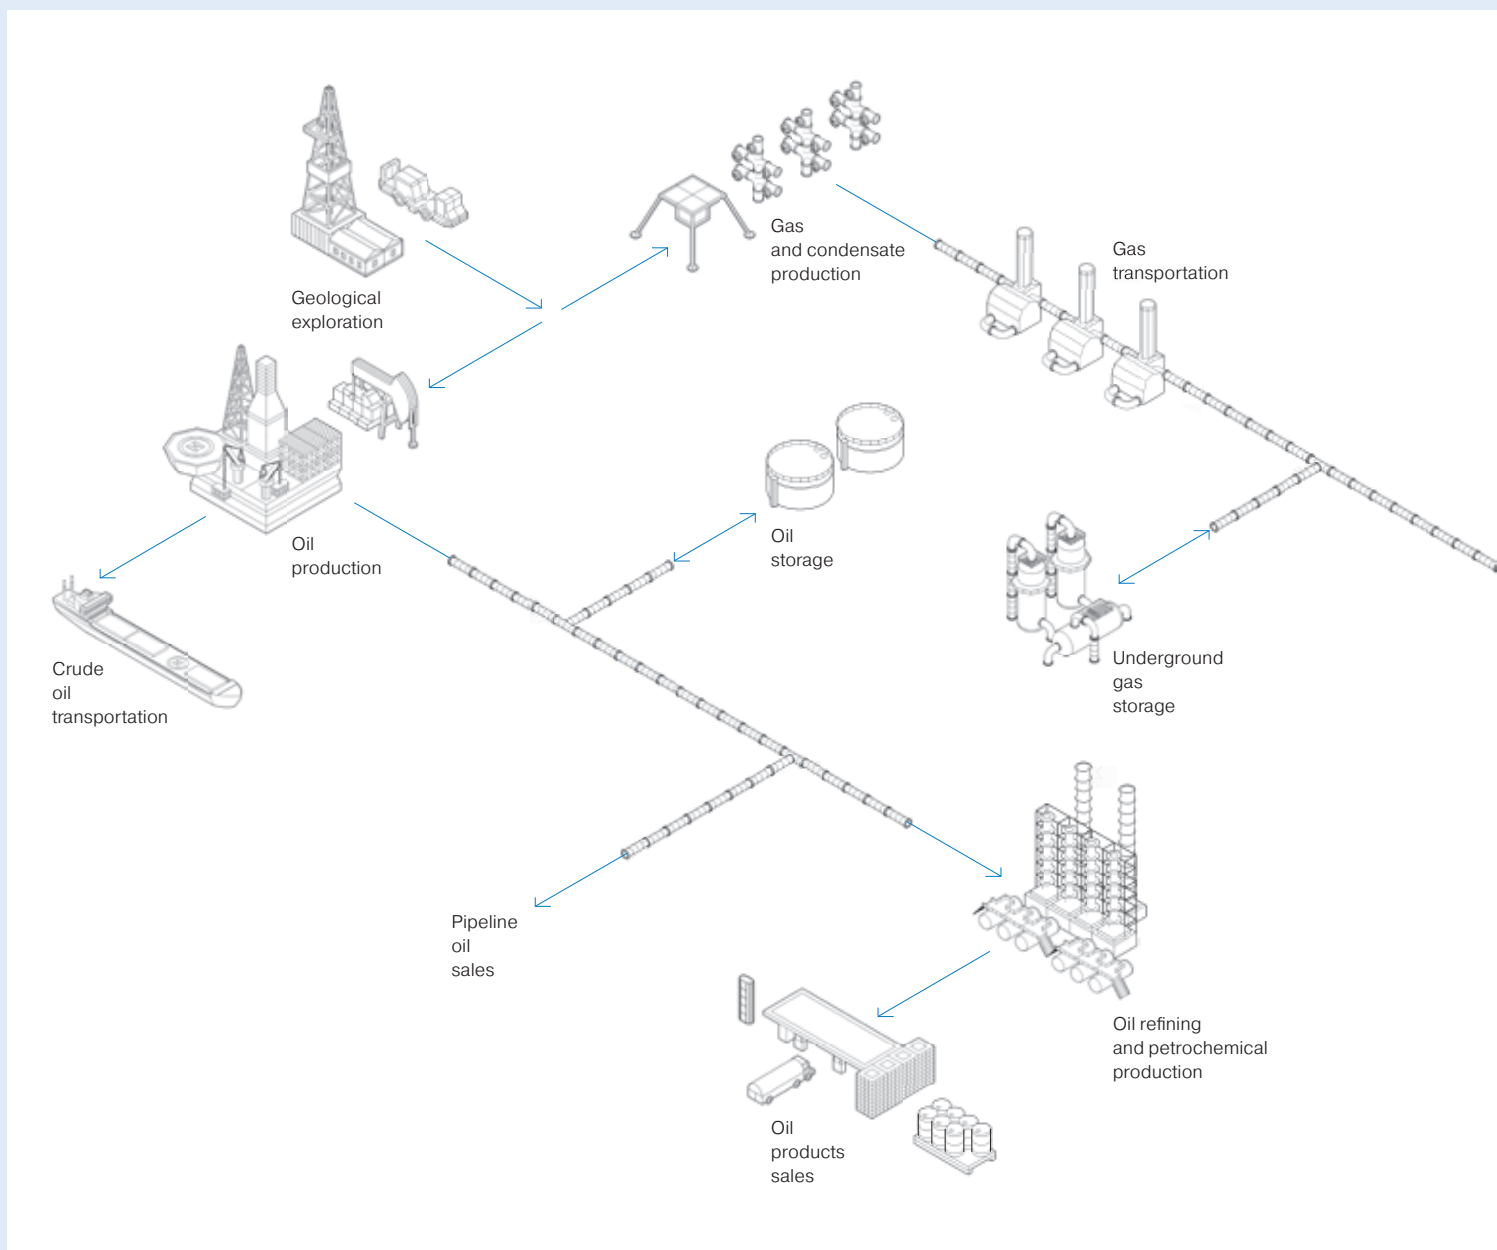 Gas
and condensate
production
Gas
transportation
Geological
exploration
Oil
production
Oil
storage
Crude
oil
transportation
Underground
gas
storage
Pipeline
oil
sales
Oil refining
and petrochemical
production
Oil
products
sales